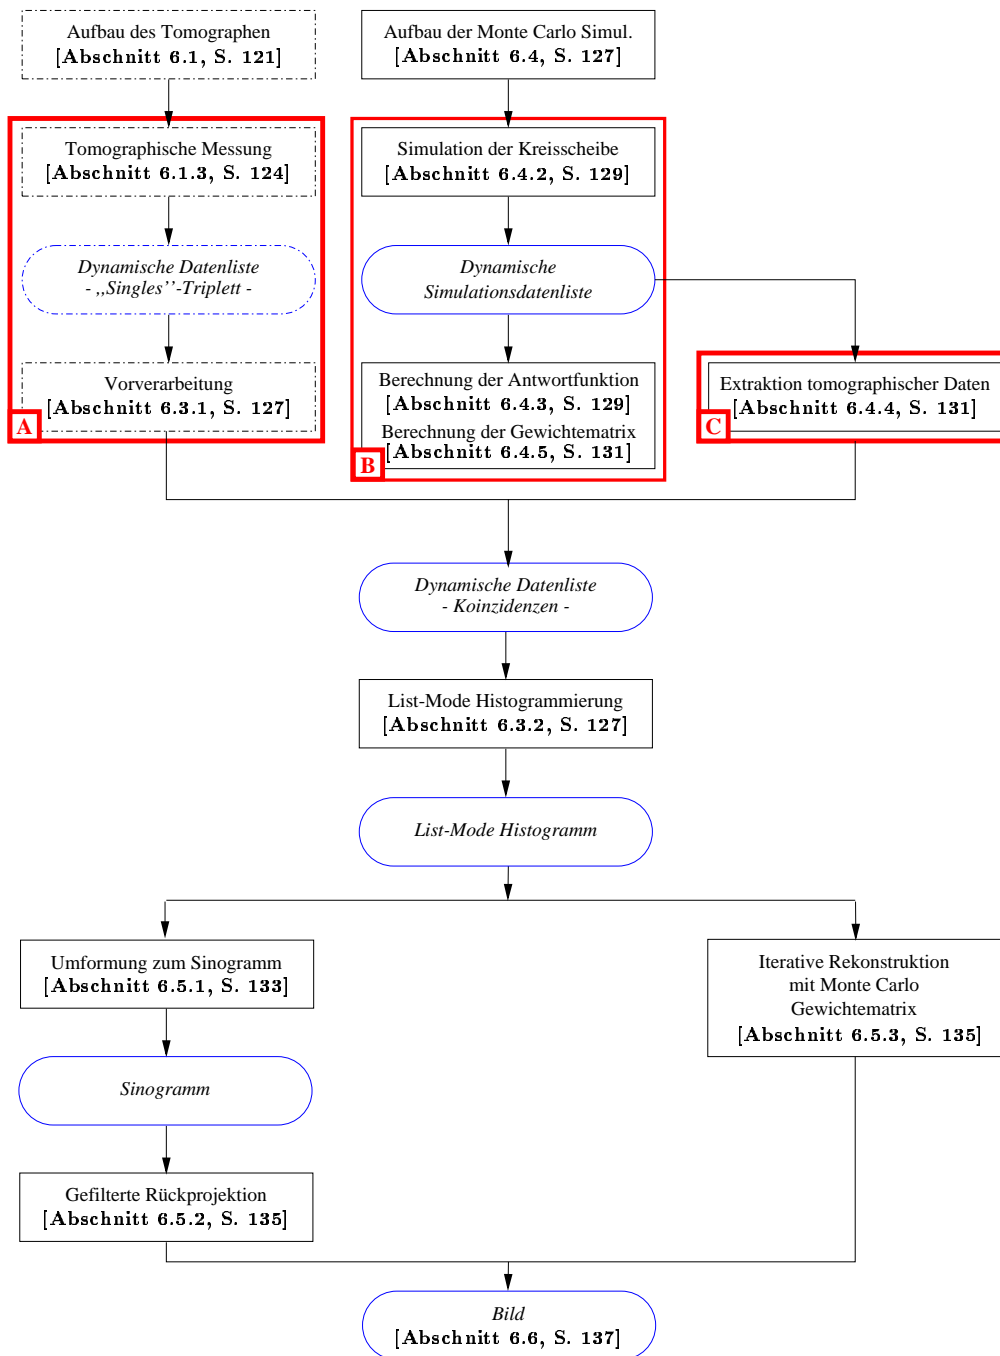 Aufbau des Tomographen
[Abschnitt 6.1, S. 121]
Aufbau der Monte Carlo Simul.
[Abschnitt 6.4, S. 127]
Tomographische Messung
[Abschnitt 6.1.3, S. 124]
Simulation der Kreisscheibe
[Abschnitt 6.4.2, S. 129]
Dynamische Datenliste
- ,,Singles’’-Triplett -
Dynamische
Simulationsdatenliste
Vorverarbeitung
[Abschnitt 6.3.1, S. 127]
A
Berechnung der Antwortfunktion
[Abschnitt 6.4.3, S. 129]
Berechnung der Gewichtematrix
[Abschnitt 6.4.5, S. 131]
B
Extraktion tomographischer Daten
[Abschnitt 6.4.4, S. 131]
C
Dynamische Datenliste
- Koinzidenzen -
List-Mode Histogrammierung
[Abschnitt 6.3.2, S. 127]
List-Mode Histogramm
Umformung zum Sinogramm
[Abschnitt 6.5.1, S. 133]
Iterative Rekonstruktion
mit Monte Carlo
Gewichtematrix
[Abschnitt 6.5.3, S. 135]
Sinogramm
Gefilterte Rückprojektion
[Abschnitt 6.5.2, S. 135]
Bild
[Abschnitt 6.6, S. 137]